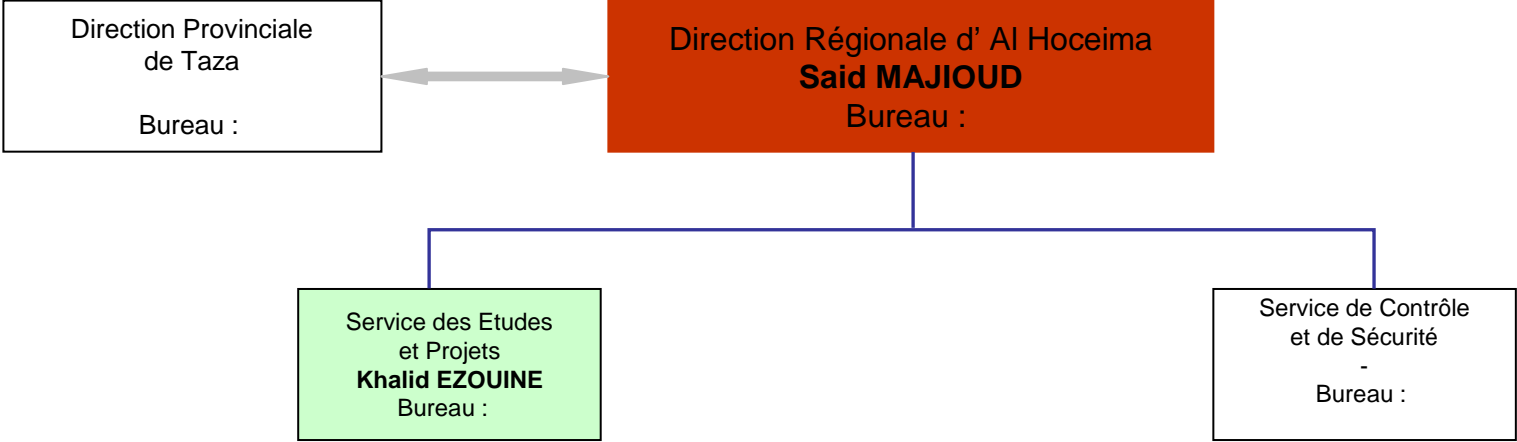 Direction Provinciale
de Taza
Bureau :
Direction Régionale d' Al Hoceima
Said MAJIOUD
Bureau :
Service des Etudes
et Projets
Khalid EZOUINE
Bureau :
Service de Contrôle
et de Sécurité
-
Bureau :